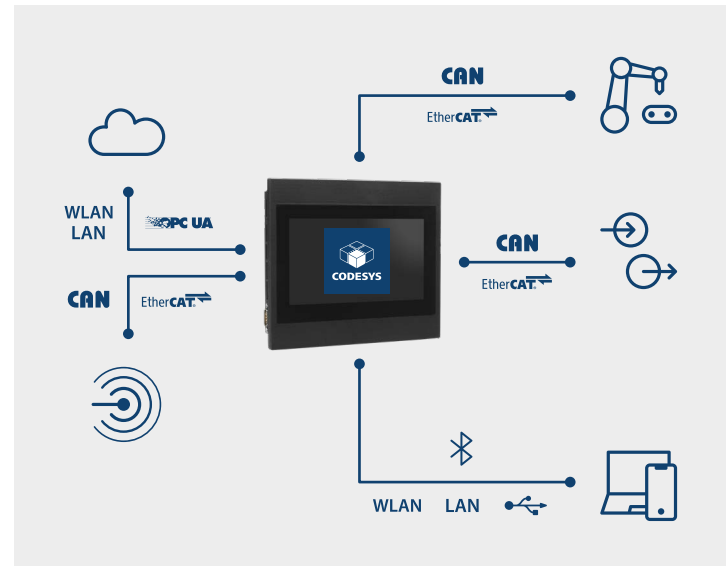 CAN
EtherCAT®
WLAN
LAN
OPC UA
CAN
EtherCAT®
CODESYS
CAN
EtherCAT®
WLAN LAN